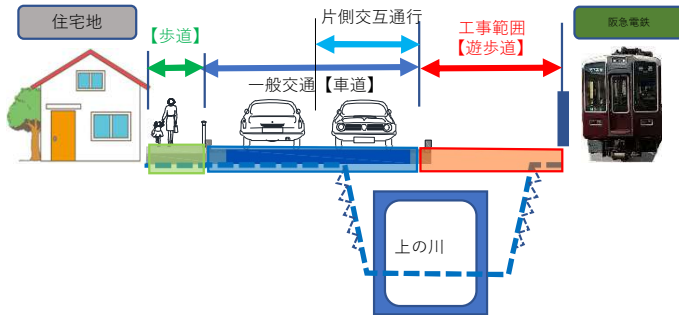 住宅地
【歩道】
片側交互通行
一般交通【車道】
工事範囲
【遊歩道】
阪急電鉄
上の川